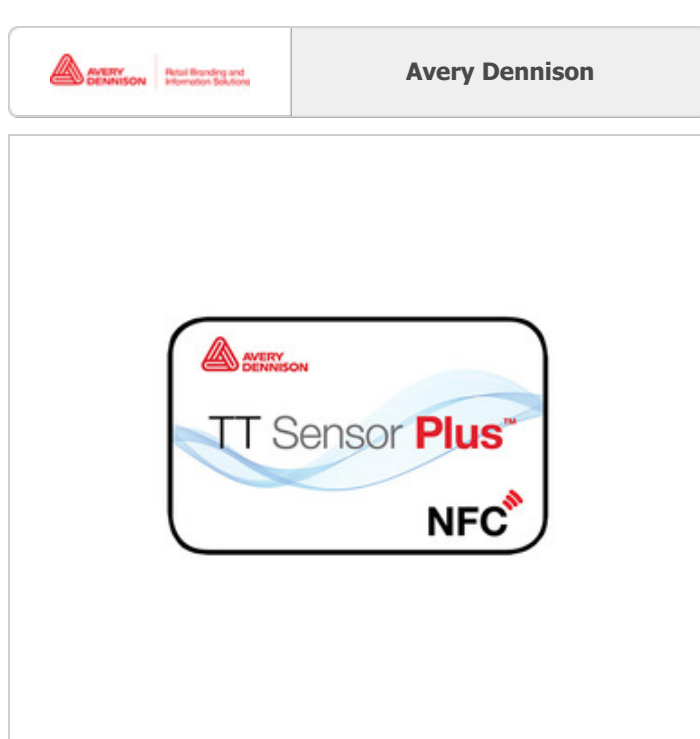 AVERY
DENNISON
Retail Branding and
Information Solutions
Avery Dennison
AVERY
DENNISON
TT Sensor Plus™
NFC